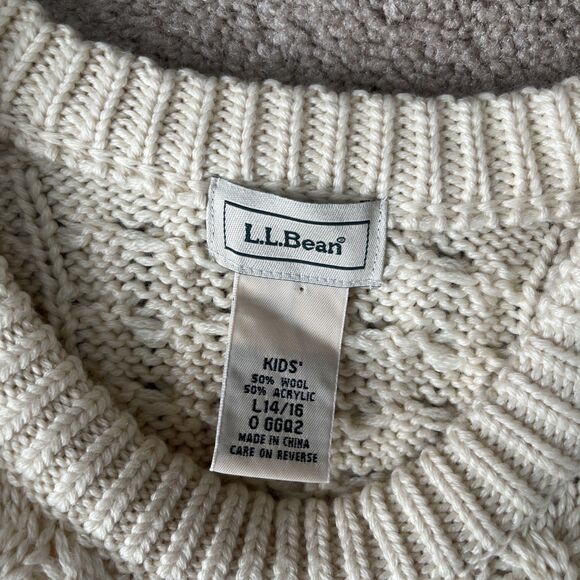 L.L.Bean®
KIDS'
50% WOOL
50% ACRYLIC
L14/16
0 GGQ2
MADE IN CHINA
CARE ON REVERSE